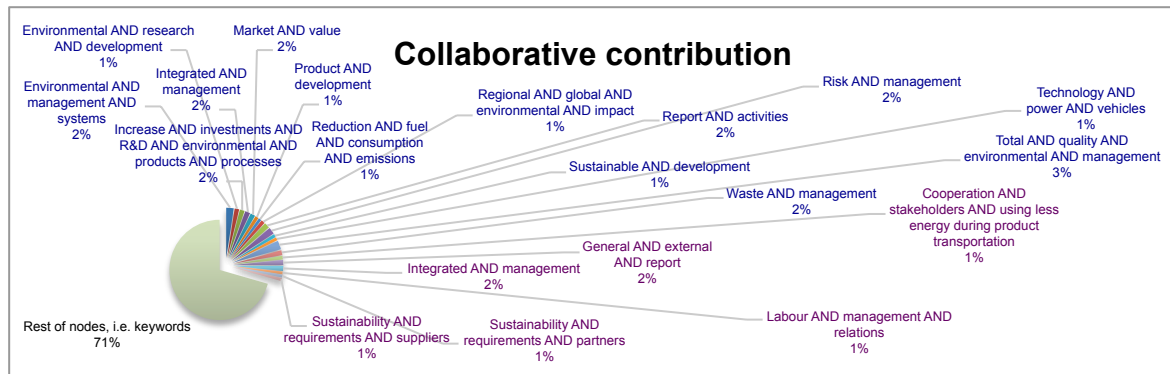 Collaborative contribution
Environmental AND research
AND development
1%
Market AND value
2%
Environmental AND
management AND
systems
2%
Integrated AND
management
2%
Product AND
development
1%
Increase AND investments AND
R&D AND environmental AND
products AND processes
2%
Reduction AND fuel
AND consumption
AND emissions
1%
Regional AND global AND
environmental AND impact
1%
Report AND activities
2%
Risk AND management
2%
Sustainable AND development
1%
Technology AND
power AND vehicles
1%
Total AND quality AND
environmental AND management
3%
Waste AND management
2%
Cooperation AND
stakeholders AND using less
energy during product
transportation
1%
General AND external
AND report
2%
Integrated AND management
2%
Labour AND management AND
relations
1%
Sustainability AND
requirements AND partners
1%
Sustainability AND
requirements AND suppliers
1%
Rest of nodes, i.e. keywords
71%